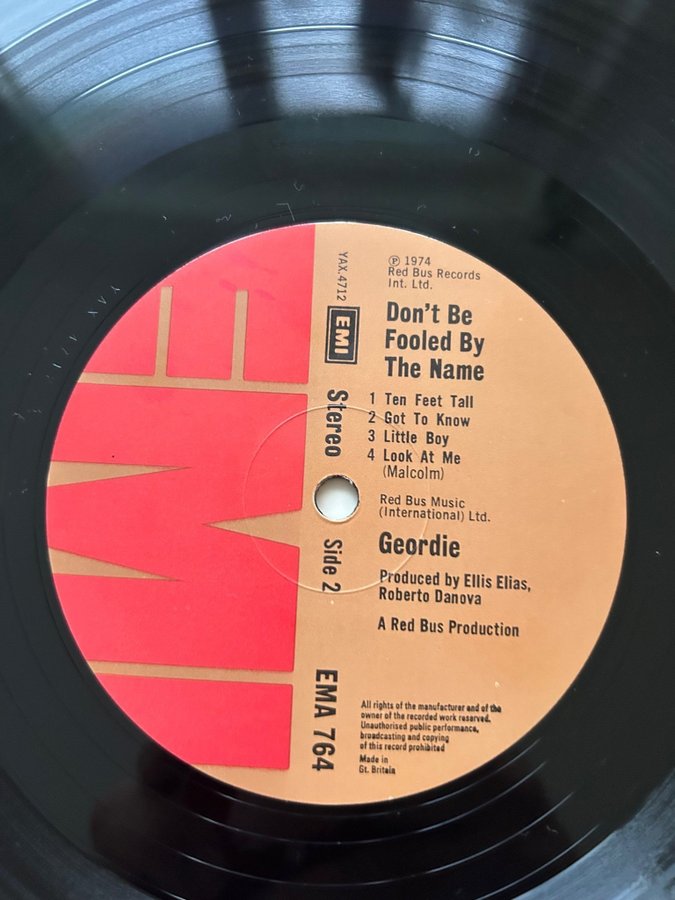 EMI
YAX.4712
EMI
Stereo
Side 2
EMA 764
℗ 1974
Red Bus Records
Int. Ltd.
Don't Be
Fooled By
The Name
1 Ten Feet Tall
2 Got To Know
3 Little Boy
4 Look At Me
(Malcolm)
Red Bus Music
(International) Ltd.
Geordie
Produced by Ellis Elias,
Roberto Danova
A Red Bus Production
All rights of the manufacturer and of the
owner of the recorded work reserved.
Unauthorised public performance,
broadcasting and copying
of this record prohibited
Made in
Gt. Britain